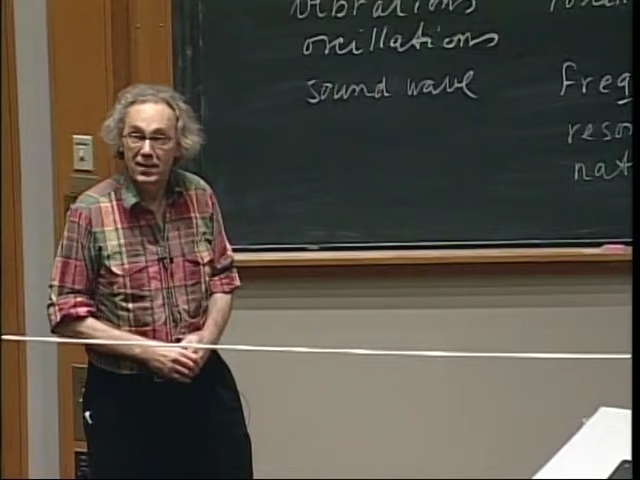 vibrations
oscillations
sound wave
freq
reso
nat